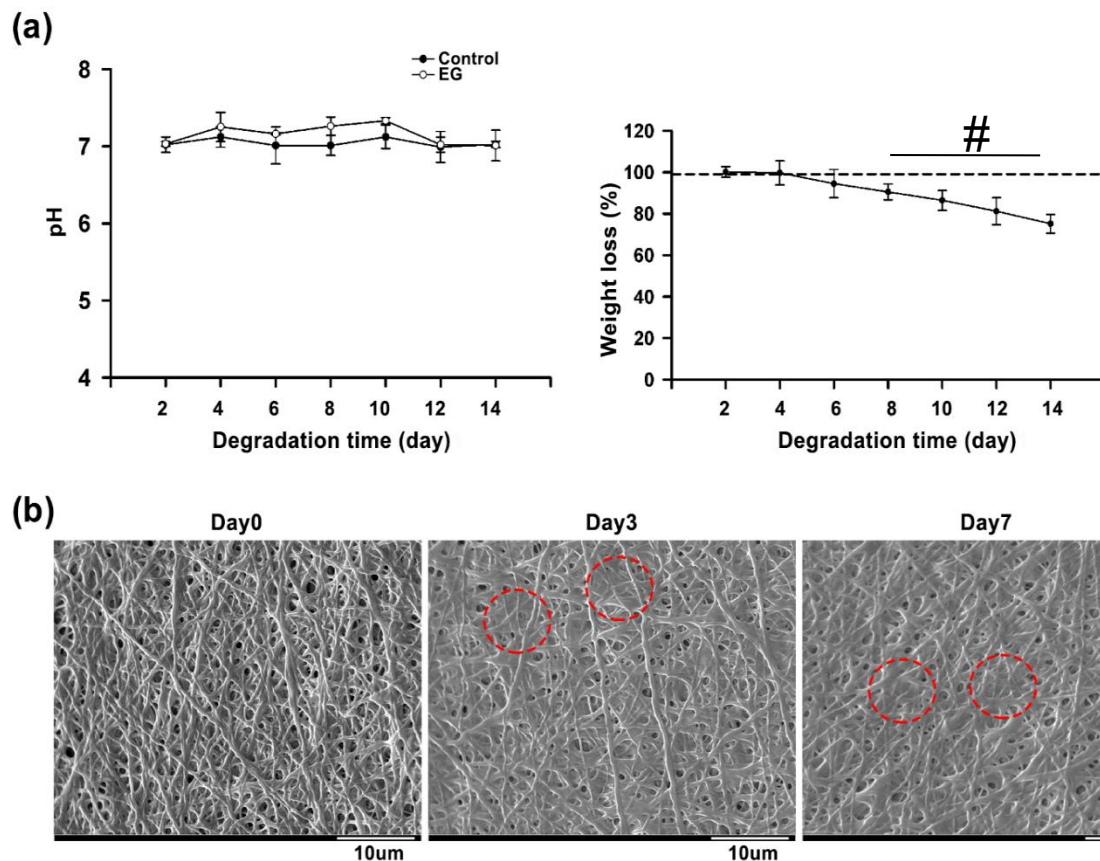 (a)
Control
EG
8
7
6
5
4
pH
2 4 6 8 10 12 14
Degradation time (day)
#
120
100
80
60
40
20
0
Weight loss (%)
2 4 6 8 10 12 14
Degradation time (day)
(b)
Day0 Day3 Day7
10um 10um